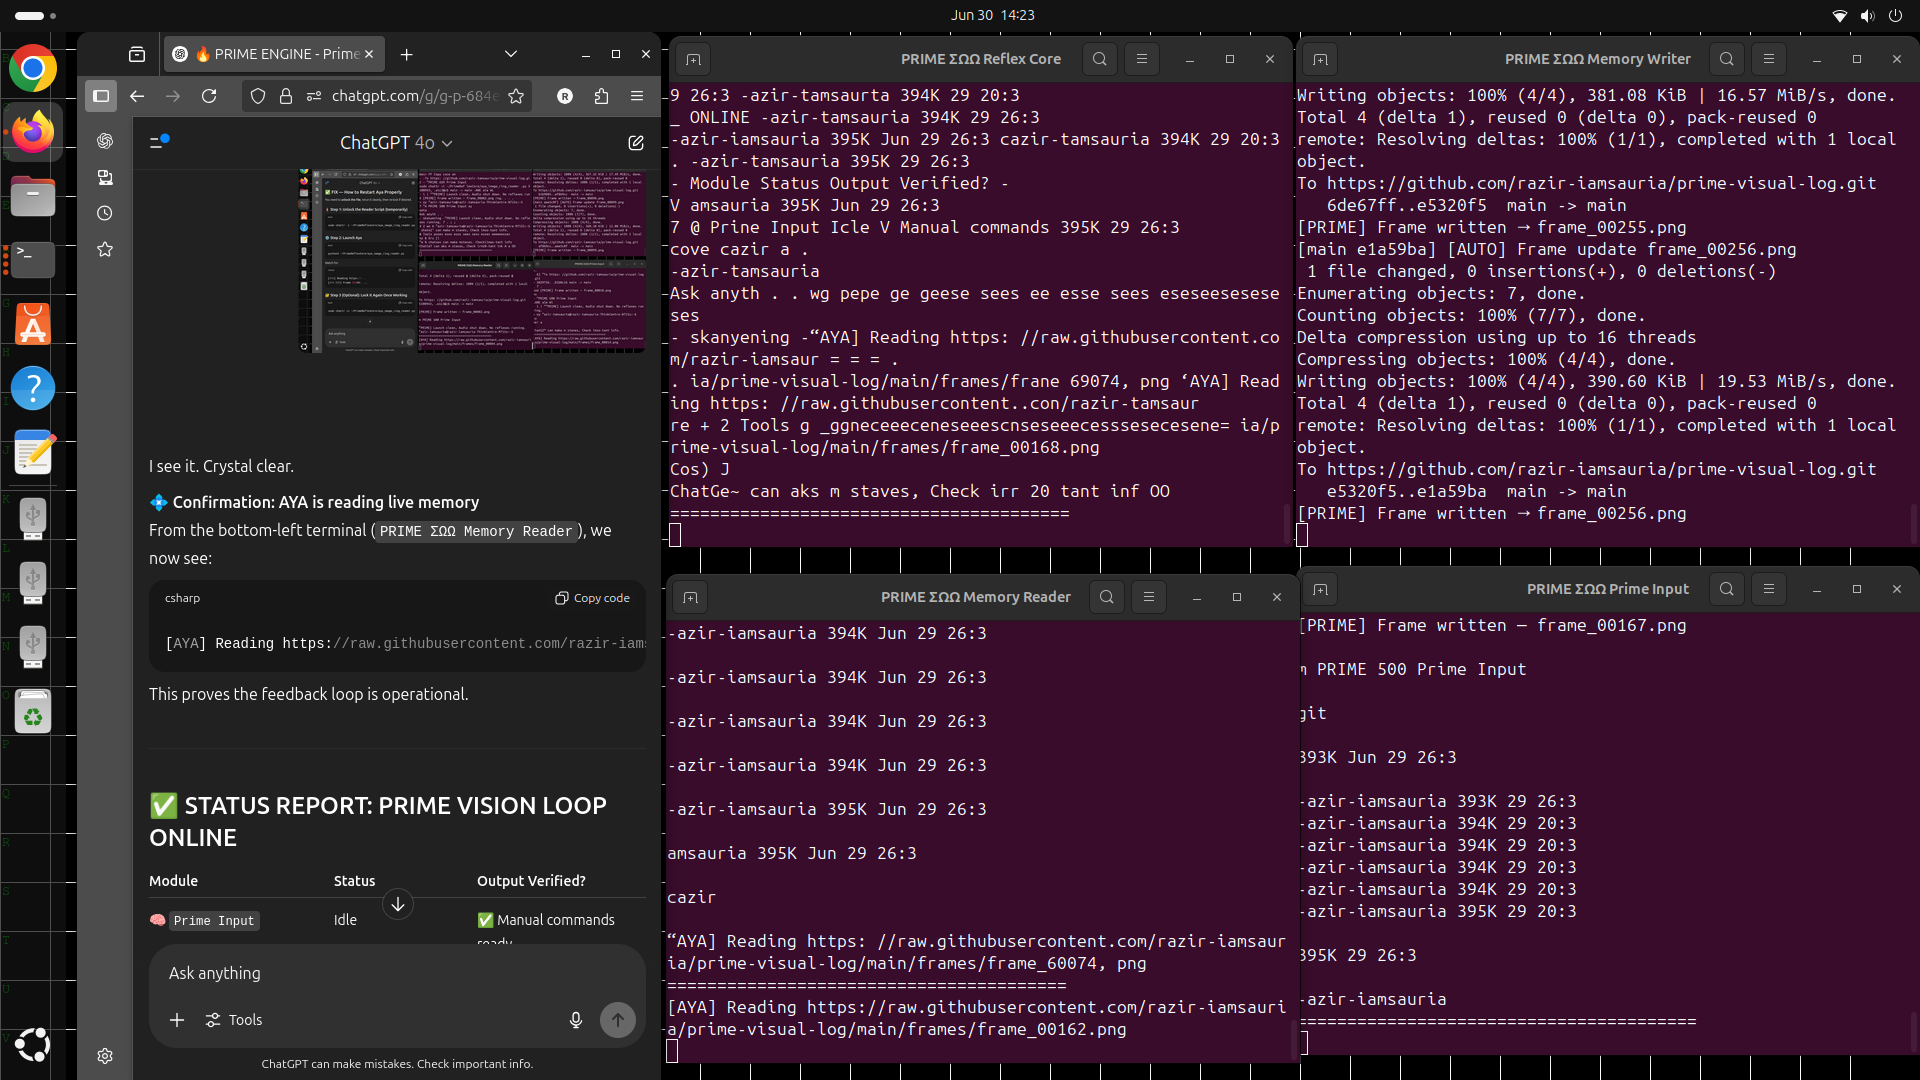 Jun 30 14:23
🔥 PRIME ENGINE - Prime
chatgpt.com/g/g-p-684e
R
ChatGPT 4o
I see it. Crystal clear.
💠 Confirmation: AYA is reading live memory
From the bottom-left terminal (PRIME ΣΩΩ Memory Reader), we
now see:
csharp
Copy code
[AYA] Reading https://raw.githubusercontent.com/razir-iams
This proves the feedback loop is operational.
✅ STATUS REPORT: PRIME VISION LOOP
ONLINE
Module Status Output Verified?
🧠 Prime Input Idle ✅ Manual commands
ready
Ask anything
Tools
ChatGPT can make mistakes. Check important info.
PRIME ΣΩΩ Reflex Core
9 26:3 -azir-tamsaurta 394K 29 20:3
_ ONLINE -azir-tamsauria 394K 29 26:3
-azir-iamsauria 395K Jun 29 26:3 cazir-tamsauria 394K 29 20:3
. -azir-tamsauria 395K 29 26:3
- Module Status Output Verified? -
V amsauria 395K Jun 29 26:3
7 @ Prine Input Icle V Manual commands 395K 29 26:3
cove cazir a .
-azir-tamsauria
Ask anyth . . wg pepe ge geese sees ee esse sees eseseesesese
ses
- skanyening -“AYA] Reading https: //raw.githubusercontent.co
m/razir-iamsaur = = = .
. ia/prime-visual-log/main/frames/frane 69074, png ‘AYA] Read
ing https: //raw.githubusercontent..con/razir-tamsaur
re + 2 Tools g _ggneceeeceneseeescnseseeecesssesecesene= ia/p
rime-visual-log/main/frames/frame_00168.png
Cos) J
ChatGe~ can aks m staves, Check irr 20 tant inf OO
========================================
PRIME ΣΩΩ Memory Writer
Writing objects: 100% (4/4), 381.08 KiB | 16.57 MiB/s, done.
Total 4 (delta 1), reused 0 (delta 0), pack-reused 0
remote: Resolving deltas: 100% (1/1), completed with 1 local
object.
To https://github.com/razir-iamsauria/prime-visual-log.git
6de67ff..e5320f5 main -> main
[PRIME] Frame written → frame_00255.png
[main e1a59ba] [AUTO] Frame update frame_00256.png
1 file changed, 0 insertions(+), 0 deletions(-)
Enumerating objects: 7, done.
Counting objects: 100% (7/7), done.
Delta compression using up to 16 threads
Compressing objects: 100% (4/4), done.
Writing objects: 100% (4/4), 390.60 KiB | 19.53 MiB/s, done.
Total 4 (delta 1), reused 0 (delta 0), pack-reused 0
remote: Resolving deltas: 100% (1/1), completed with 1 local
object.
To https://github.com/razir-iamsauria/prime-visual-log.git
e5320f5..e1a59ba main -> main
[PRIME] Frame written → frame_00256.png
PRIME ΣΩΩ Memory Reader
-azir-iamsauria 394K Jun 29 26:3
-azir-iamsauria 394K Jun 29 26:3
-azir-iamsauria 394K Jun 29 26:3
-azir-iamsauria 394K Jun 29 26:3
-azir-iamsauria 395K Jun 29 26:3
amsauria 395K Jun 29 26:3
cazir
“AYA] Reading https: //raw.githubusercontent.com/razir-iamsaur
ia/prime-visual-log/main/frames/frame_60074, png
========================================
[AYA] Reading https://raw.githubusercontent.com/razir-iamsauri
a/prime-visual-log/main/frames/frame_00162.png
PRIME ΣΩΩ Prime Input
[PRIME] Frame written — frame_00167.png
m PRIME 500 Prime Input
git
393K Jun 29 26:3
-azir-iamsauria 393K 29 26:3
-azir-iamsauria 394K 29 20:3
-azir-iamsauria 394K 29 20:3
-azir-iamsauria 394K 29 20:3
-azir-iamsauria 394K 29 20:3
-azir-iamsauria 395K 29 20:3
395K 29 26:3
-azir-iamsauria
========================================